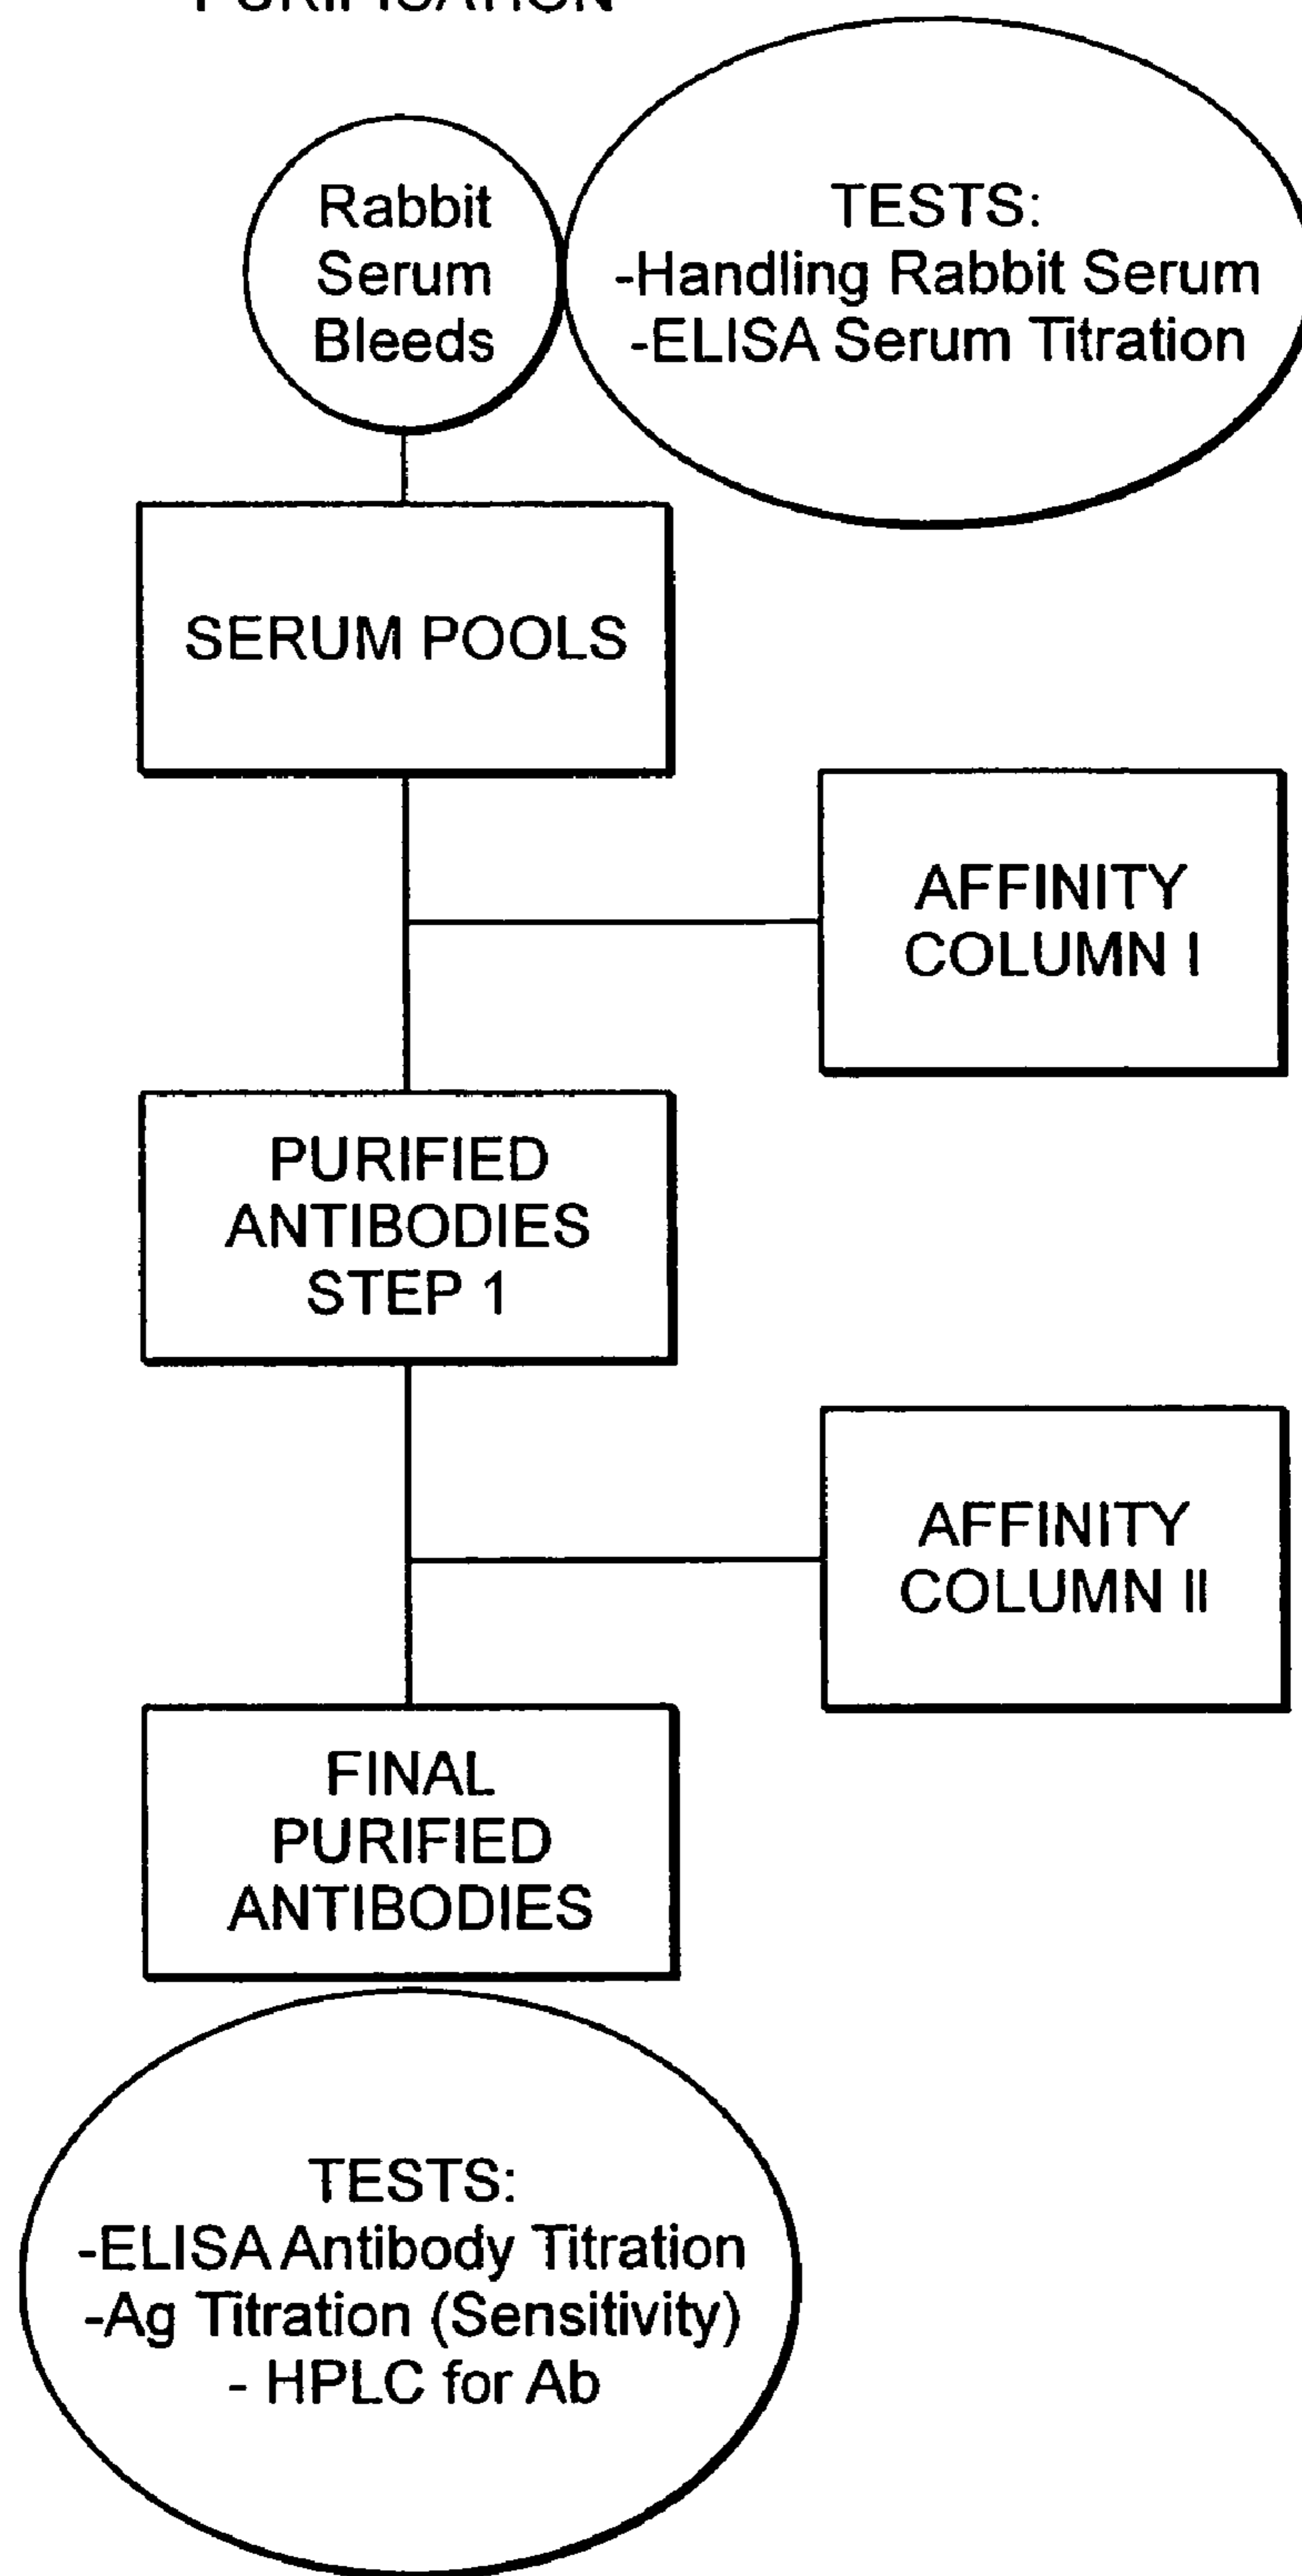 PURIFISATION
Rabbit
Serum
Bleeds
TESTS:
-Handling Rabbit Serum
-ELISA Serum Titration
SERUM POOLS
AFFINITY
COLUMN I
PURIFIED
ANTIBODIES
STEP 1
AFFINITY
COLUMN II
FINAL
PURIFIED
ANTIBODIES
TESTS:
-ELISA Antibody Titration
-Ag Titration (Sensitivity)
- HPLC for Ab